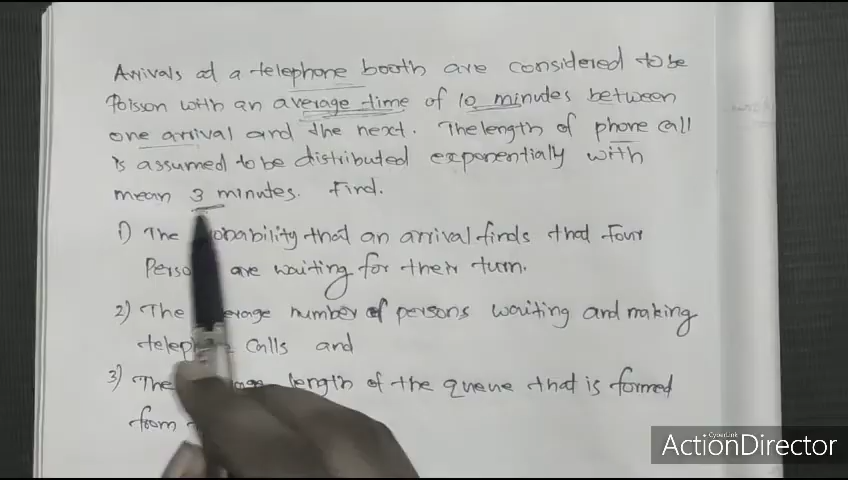 Arrivals at a telephone booth are considered to be
Poisson with an average time of 10 minutes between
one arrival and the next. The length of phone call
is assumed to be distributed exponentially with
mean 3 minutes. Find.
1) The probability that an arrival finds that four
Perso are waiting for their turn.
2) The erage number of persons waiting and making
telep calls and
3) The length of the queue that is formed
from
CyberLink
ActionDirector